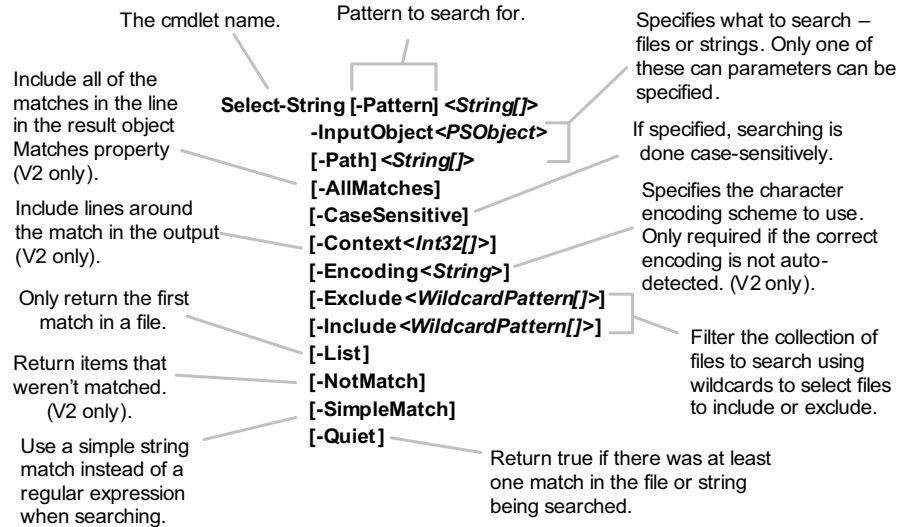 The cmdlet name.
Pattern to search for.
Specifies what to search –
files or strings. Only one of
these can parameters can be
specified.
Include all of the
matches in the line
in the result object
Matches property
(V2 only).
Select-String [-Pattern] <String[]>
-InputObject<PSObject>
[-Path] <String[]>
[-AllMatches]
[-CaseSensitive]
[-Context<Int32[]>]
[-Encoding<String>]
[-Exclude<WildcardPattern[]>]
[-Include<WildcardPattern[]>]
[-List]
[-NotMatch]
[-SimpleMatch]
[-Quiet]
If specified, searching is
done case-sensitively.
Specifies the character
encoding scheme to use.
Only required if the correct
encoding is not auto-
detected. (V2 only).
Include lines around
the match in the output
(V2 only).
Only return the first
match in a file.
Filter the collection of
files to search using
wildcards to select files
to include or exclude.
Return items that
weren't matched.
(V2 only).
Use a simple string
match instead of a
regular expression
when searching.
Return true if there was at least
one match in the file or string
being searched.